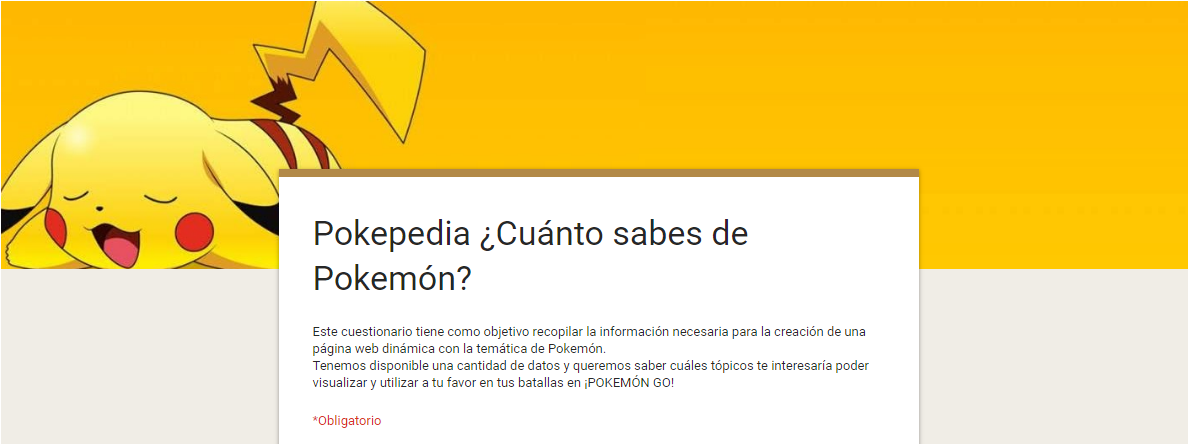 Pokepedia ¿Cuánto sabes de
Pokemón?
Este cuestionario tiene como objetivo recopilar la información necesaria para la creación de una
página web dinámica con la temática de Pokemón.
Tenemos disponible una cantidad de datos y queremos saber cuáles tópicos te interesaría poder
visualizar y utilizar a tu favor en tus batallas en ¡POKEMÓN GO!
*Obligatorio